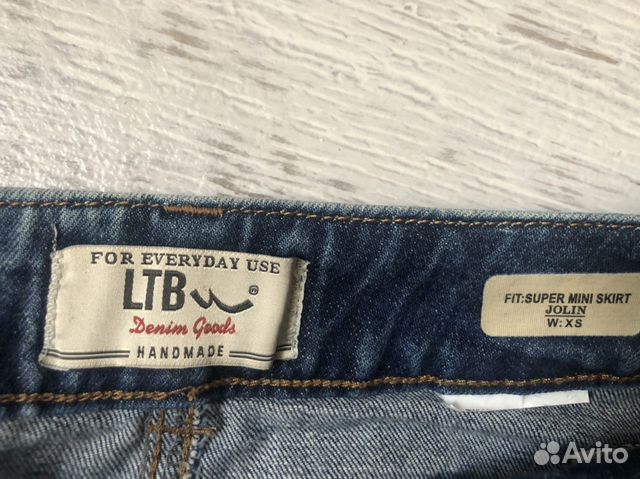 FOR EVERYDAY USE
LTB ®
Denim Goods
HANDMADE
FIT:SUPER MINI SKIRT
JOLIN
W:XS
Avito